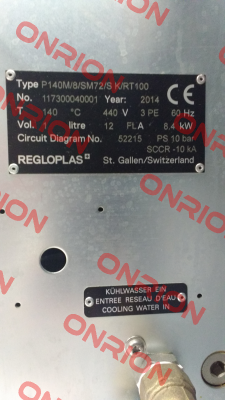 Type P140M/8/SM72/S K/RT100
No. 117300040001 Year: 2014 CE
T 140 °C 440 V 3 PE 60 Hz
Vol. litre 12 FLA 8.4 kW
Circuit Diagram No. 52215 PS 10 bar
SCCR -10 kA
REGLOPLAS St. Gallen/Switzerland
KÜHLWASSER EIN
ENTREE RESEAU D'EAU
COOLING WATER IN
ONRION
ONRION
ONRION
ONRION